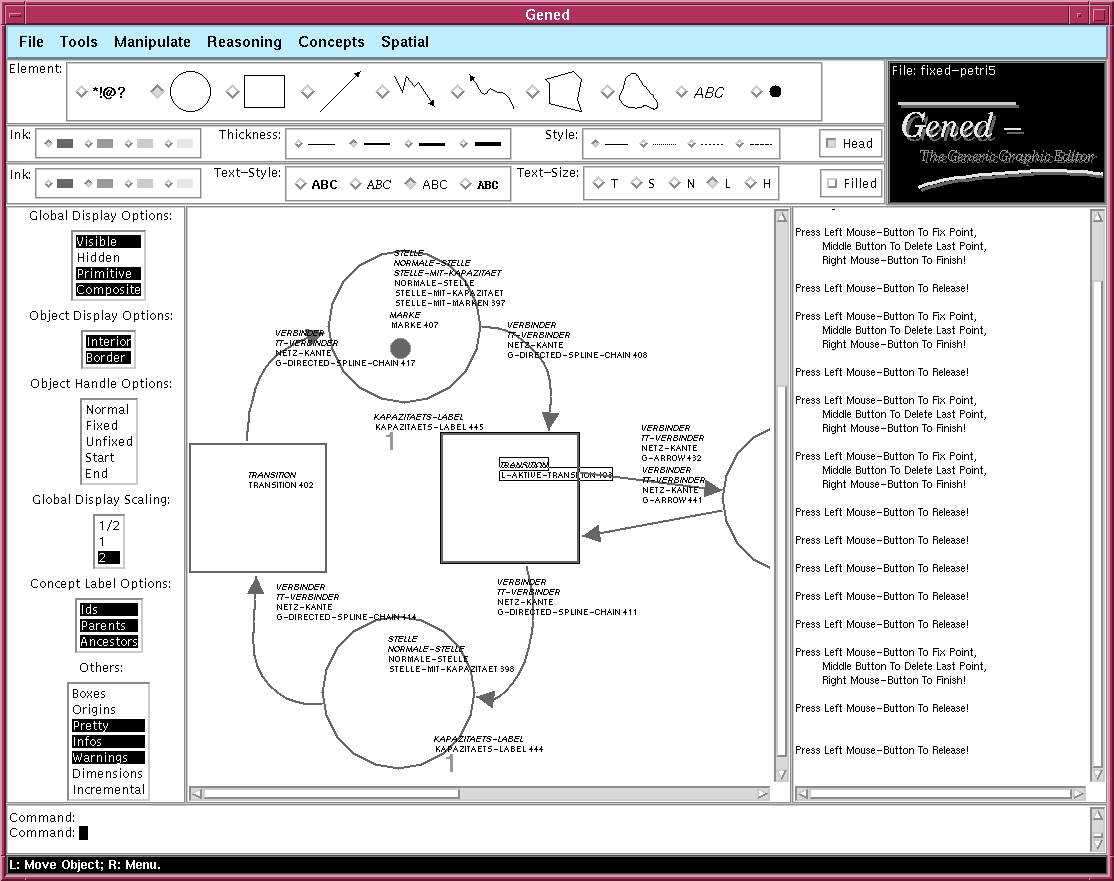 Gened
File Tools Manipulate Reasoning Concepts Spatial
Element: *!@? ABC
Ink: Thickness: Style: Head
Ink: Text-Style: ABC ABC ABC ABC Text-Size: T S N L H Filled
File: fixed-petri5
Gened –
The Generic Graphic Editor
Global Display Options:
Visible
Hidden
Primitive
Composite
Object Display Options:
Interior
Border
Object Handle Options:
Normal
Fixed
Unfixed
Start
End
Global Display Scaling:
1/2
1
2
Concept Label Options:
Ids
Parents
Ancestors
Others:
Boxes
Origins
Pretty
Infos
Warnings
Dimensions
Incremental
STELLE
NORMALE-STELLE
STELLE-MIT-KAPAZITAET
NORMALE-STELLE
STELLE-MIT-KAPAZITAET
STELLE-MIT-MARKEN 397
MARKE
MARKE 407
VERBINDER
TT-VERBINDER
NETZ-KANTE
G-DIRECTED-SPLINE-CHAIN 417
VERBINDER
TT-VERBINDER
NETZ-KANTE
G-DIRECTED-SPLINE-CHAIN 408
KAPAZITAETS-LABEL
KAPAZITAETS-LABEL 445
1
TRANSITION
TRANSITION 402
TRANSITION
L-AKTIVE-TRANSITION 403
VERBINDER
TT-VERBINDER
NETZ-KANTE
G-ARROW 432
VERBINDER
TT-VERBINDER
NETZ-KANTE
G-ARROW 441
VERBINDER
TT-VERBINDER
NETZ-KANTE
G-DIRECTED-SPLINE-CHAIN 414
VERBINDER
TT-VERBINDER
NETZ-KANTE
G-DIRECTED-SPLINE-CHAIN 411
STELLE
NORMALE-STELLE
NORMALE-STELLE
STELLE-MIT-KAPAZITAET 398
KAPAZITAETS-LABEL
KAPAZITAETS-LABEL 444
1
Press Left Mouse-Button To Fix Point,
Middle Button To Delete Last Point,
Right Mouse-Button To Finish!
Press Left Mouse-Button To Release!
Press Left Mouse-Button To Fix Point,
Middle Button To Delete Last Point,
Right Mouse-Button To Finish!
Press Left Mouse-Button To Release!
Press Left Mouse-Button To Fix Point,
Middle Button To Delete Last Point,
Right Mouse-Button To Finish!
Press Left Mouse-Button To Fix Point,
Middle Button To Delete Last Point,
Right Mouse-Button To Finish!
Press Left Mouse-Button To Release!
Press Left Mouse-Button To Release!
Press Left Mouse-Button To Release!
Press Left Mouse-Button To Release!
Press Left Mouse-Button To Release!
Press Left Mouse-Button To Fix Point,
Middle Button To Delete Last Point,
Right Mouse-Button To Finish!
Press Left Mouse-Button To Release!
Press Left Mouse-Button To Release!
Command:
Command:
L: Move Object; R: Menu.